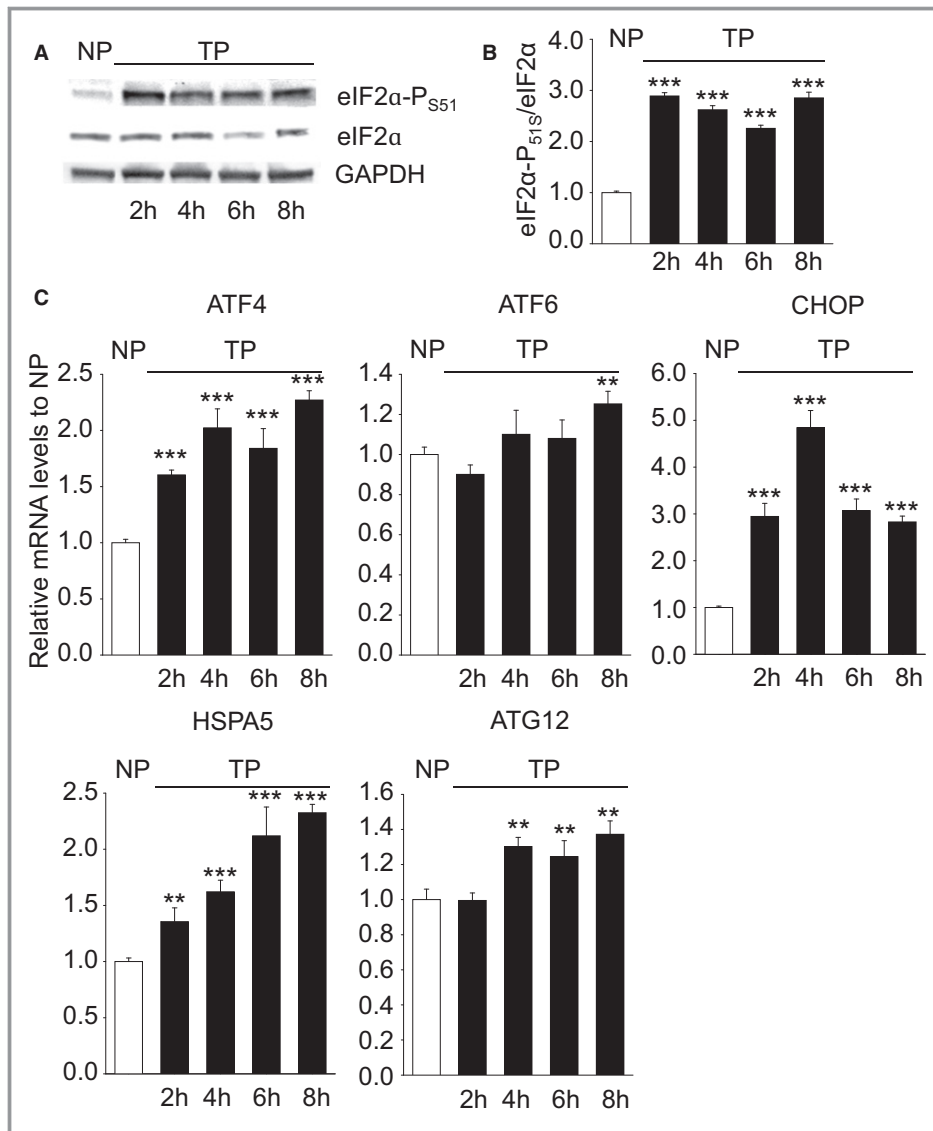 A
NP TP
eIF2α-P_S51
eIF2α
GAPDH
2h 4h 6h 8h
B
NP TP
eIF2α-P_51S/eIF2α
4.0
3.0
2.0
1.0
0.0
*** *** *** ***
2h 4h 6h 8h
C
Relative mRNA levels to NP
ATF4
NP TP
2.5
2.0
1.5
1.0
0.5
0.0
*** *** *** ***
2h 4h 6h 8h
ATF6
NP TP
1.4
1.2
1.0
0.8
0.6
0.4
0.2
0.0
**
2h 4h 6h 8h
CHOP
NP TP
6.0
5.0
4.0
3.0
2.0
1.0
0.0
*** *** *** ***
2h 4h 6h 8h
HSPA5
NP TP
2.5
2.0
1.5
1.0
0.5
0.0
** *** *** ***
2h 4h 6h 8h
ATG12
NP TP
1.6
1.4
1.2
1.0
0.8
0.6
0.4
0.2
0.0
** ** **
2h 4h 6h 8h